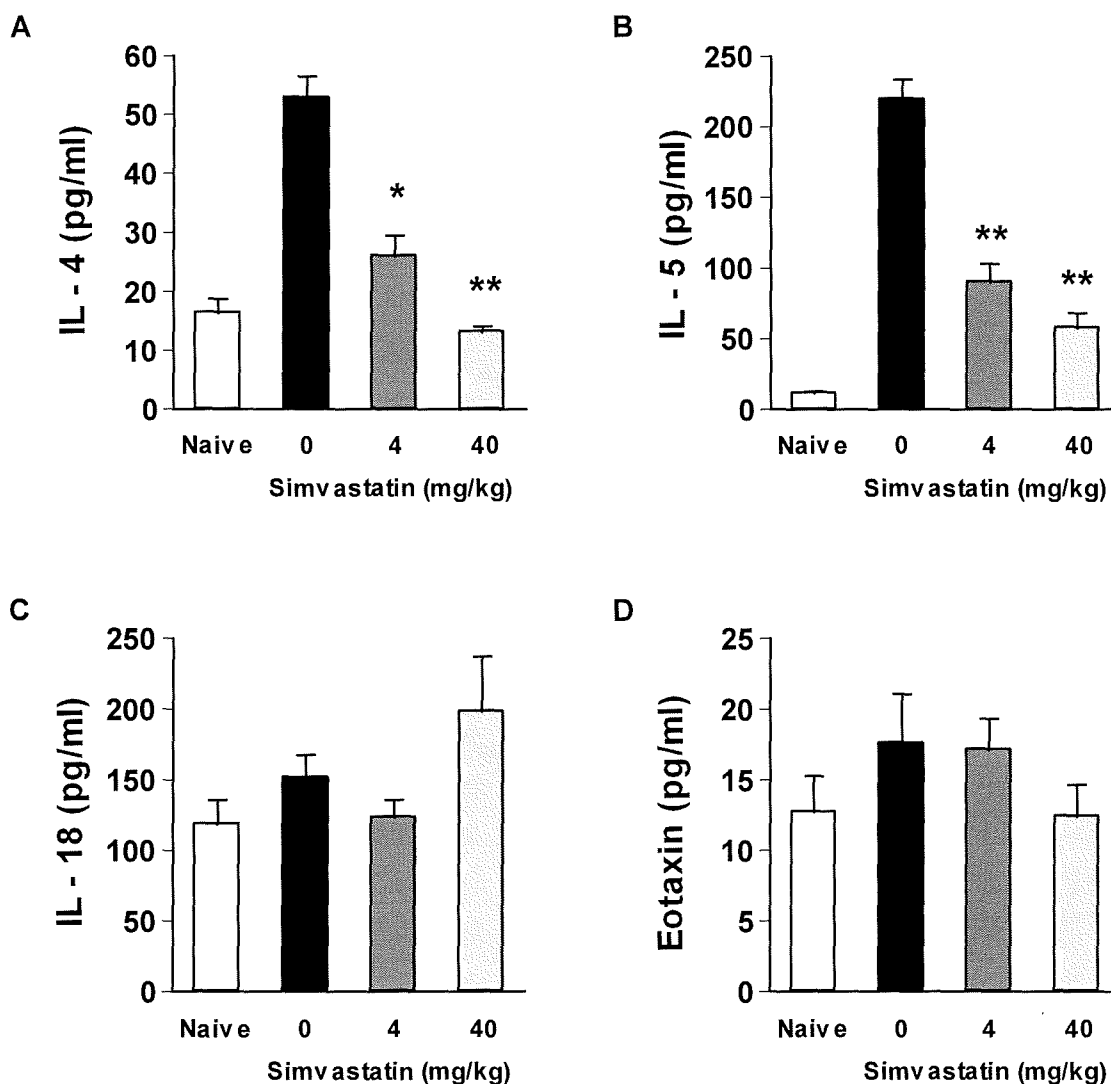 A
IL - 4 (pg/ml)
60
50
40
30
20
10
0
*
**
Naive 0 4 40
Simvastatin (mg/kg)
B
IL - 5 (pg/ml)
250
200
150
100
50
0
**
**
Naive 0 4 40
Simvastatin (mg/kg)
C
IL - 18 (pg/ml)
250
200
150
100
50
0
Naive 0 4 40
Simvastatin (mg/kg)
D
Eotaxin (pg/ml)
25
20
15
10
5
0
Naive 0 4 40
Simvastatin (mg/kg)